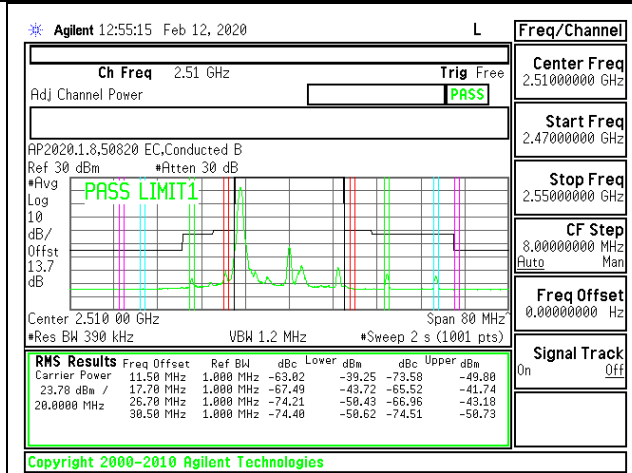 Agilent 12:55:15 Feb 12, 2020 L
Freq/Channel
Ch Freq 2.51 GHz Trig Free
Adj Channel Power PASS
AP2020.1.8,50820 EC,Conducted B
Ref 30 dBm #Atten 30 dB
#Avg
Log
10
dB/
Offst
13.7
dB
PASS LIMIT1
Center 2.510 00 GHz Span 80 MHz
#Res BW 390 kHz VBW 1.2 MHz #Sweep 2 s (1001 pts)
RMS Results Freq Offset Ref BW dBc Lower dBm dBc Upper dBm
Carrier Power 11.50 MHz 1.000 MHz -63.02 -39.25 -73.58 -49.80
23.78 dBm / 17.70 MHz 1.000 MHz -67.49 -43.72 -65.52 -41.74
20.0000 MHz 26.70 MHz 1.000 MHz -74.21 -50.43 -66.96 -43.18
30.50 MHz 1.000 MHz -74.40 -50.62 -74.51 -50.73
Copyright 2000-2010 Agilent Technologies
Center Freq
2.51000000 GHz
Start Freq
2.47000000 GHz
Stop Freq
2.55000000 GHz
CF Step
8.00000000 MHz
Auto Man
Freq Offset
0.00000000 Hz
Signal Track
On Off